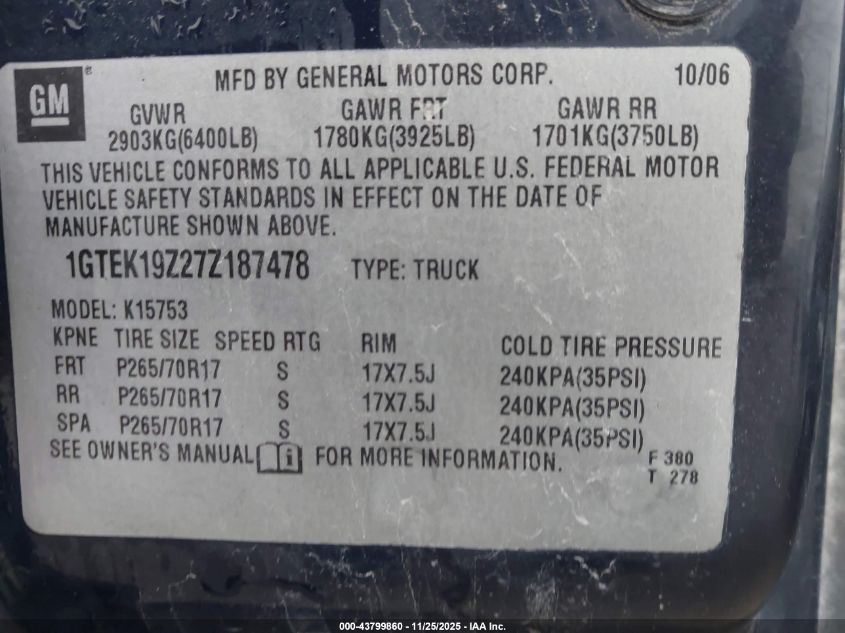 GM® MFD BY GENERAL MOTORS CORP. 10/06
GVWR GAWR FRT GAWR RR
2903KG(6400LB) 1780KG(3925LB) 1701KG(3750LB)
THIS VEHICLE CONFORMS TO ALL APPLICABLE U.S. FEDERAL MOTOR
VEHICLE SAFETY STANDARDS IN EFFECT ON THE DATE OF
MANUFACTURE SHOWN ABOVE.
1GTEK19Z27Z187478 TYPE: TRUCK
MODEL: K15753
KPNE TIRE SIZE SPEED RTG RIM COLD TIRE PRESSURE
FRT P265/70R17 S 17X7.5J 240KPA(35PSI)
RR P265/70R17 S 17X7.5J 240KPA(35PSI)
SPA P265/70R17 S 17X7.5J 240KPA(35PSI)
SEE OWNER'S MANUAL i FOR MORE INFORMATION. F 380
T 278
000-43799860 - 11/25/2025 - IAA Inc.